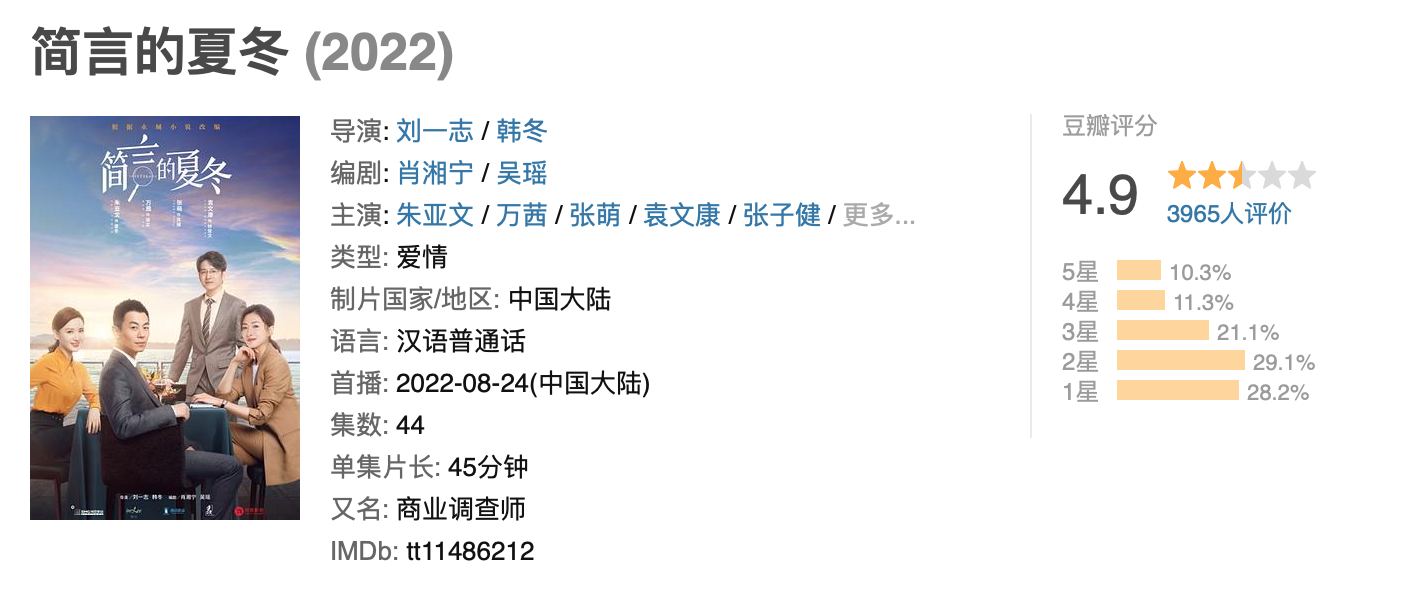 简言的夏冬 (2022)
根据永城小说改编
简言的夏冬
朱亚文
万茜
张萌
袁文康
导演/刘一志 韩冬 编剧/肖湘宁 吴瑶
导演: 刘一志 / 韩冬
编剧: 肖湘宁 / 吴瑶
主演: 朱亚文 / 万茜 / 张萌 / 袁文康 / 张子健 / 更多...
类型: 爱情
制片国家/地区: 中国大陆
语言: 汉语普通话
首播: 2022-08-24(中国大陆)
集数: 44
单集片长: 45分钟
又名: 商业调查师
IMDb: tt11486212
豆瓣评分
4.9
3965人评价
5星 10.3%
4星 11.3%
3星 21.1%
2星 29.1%
1星 28.2%